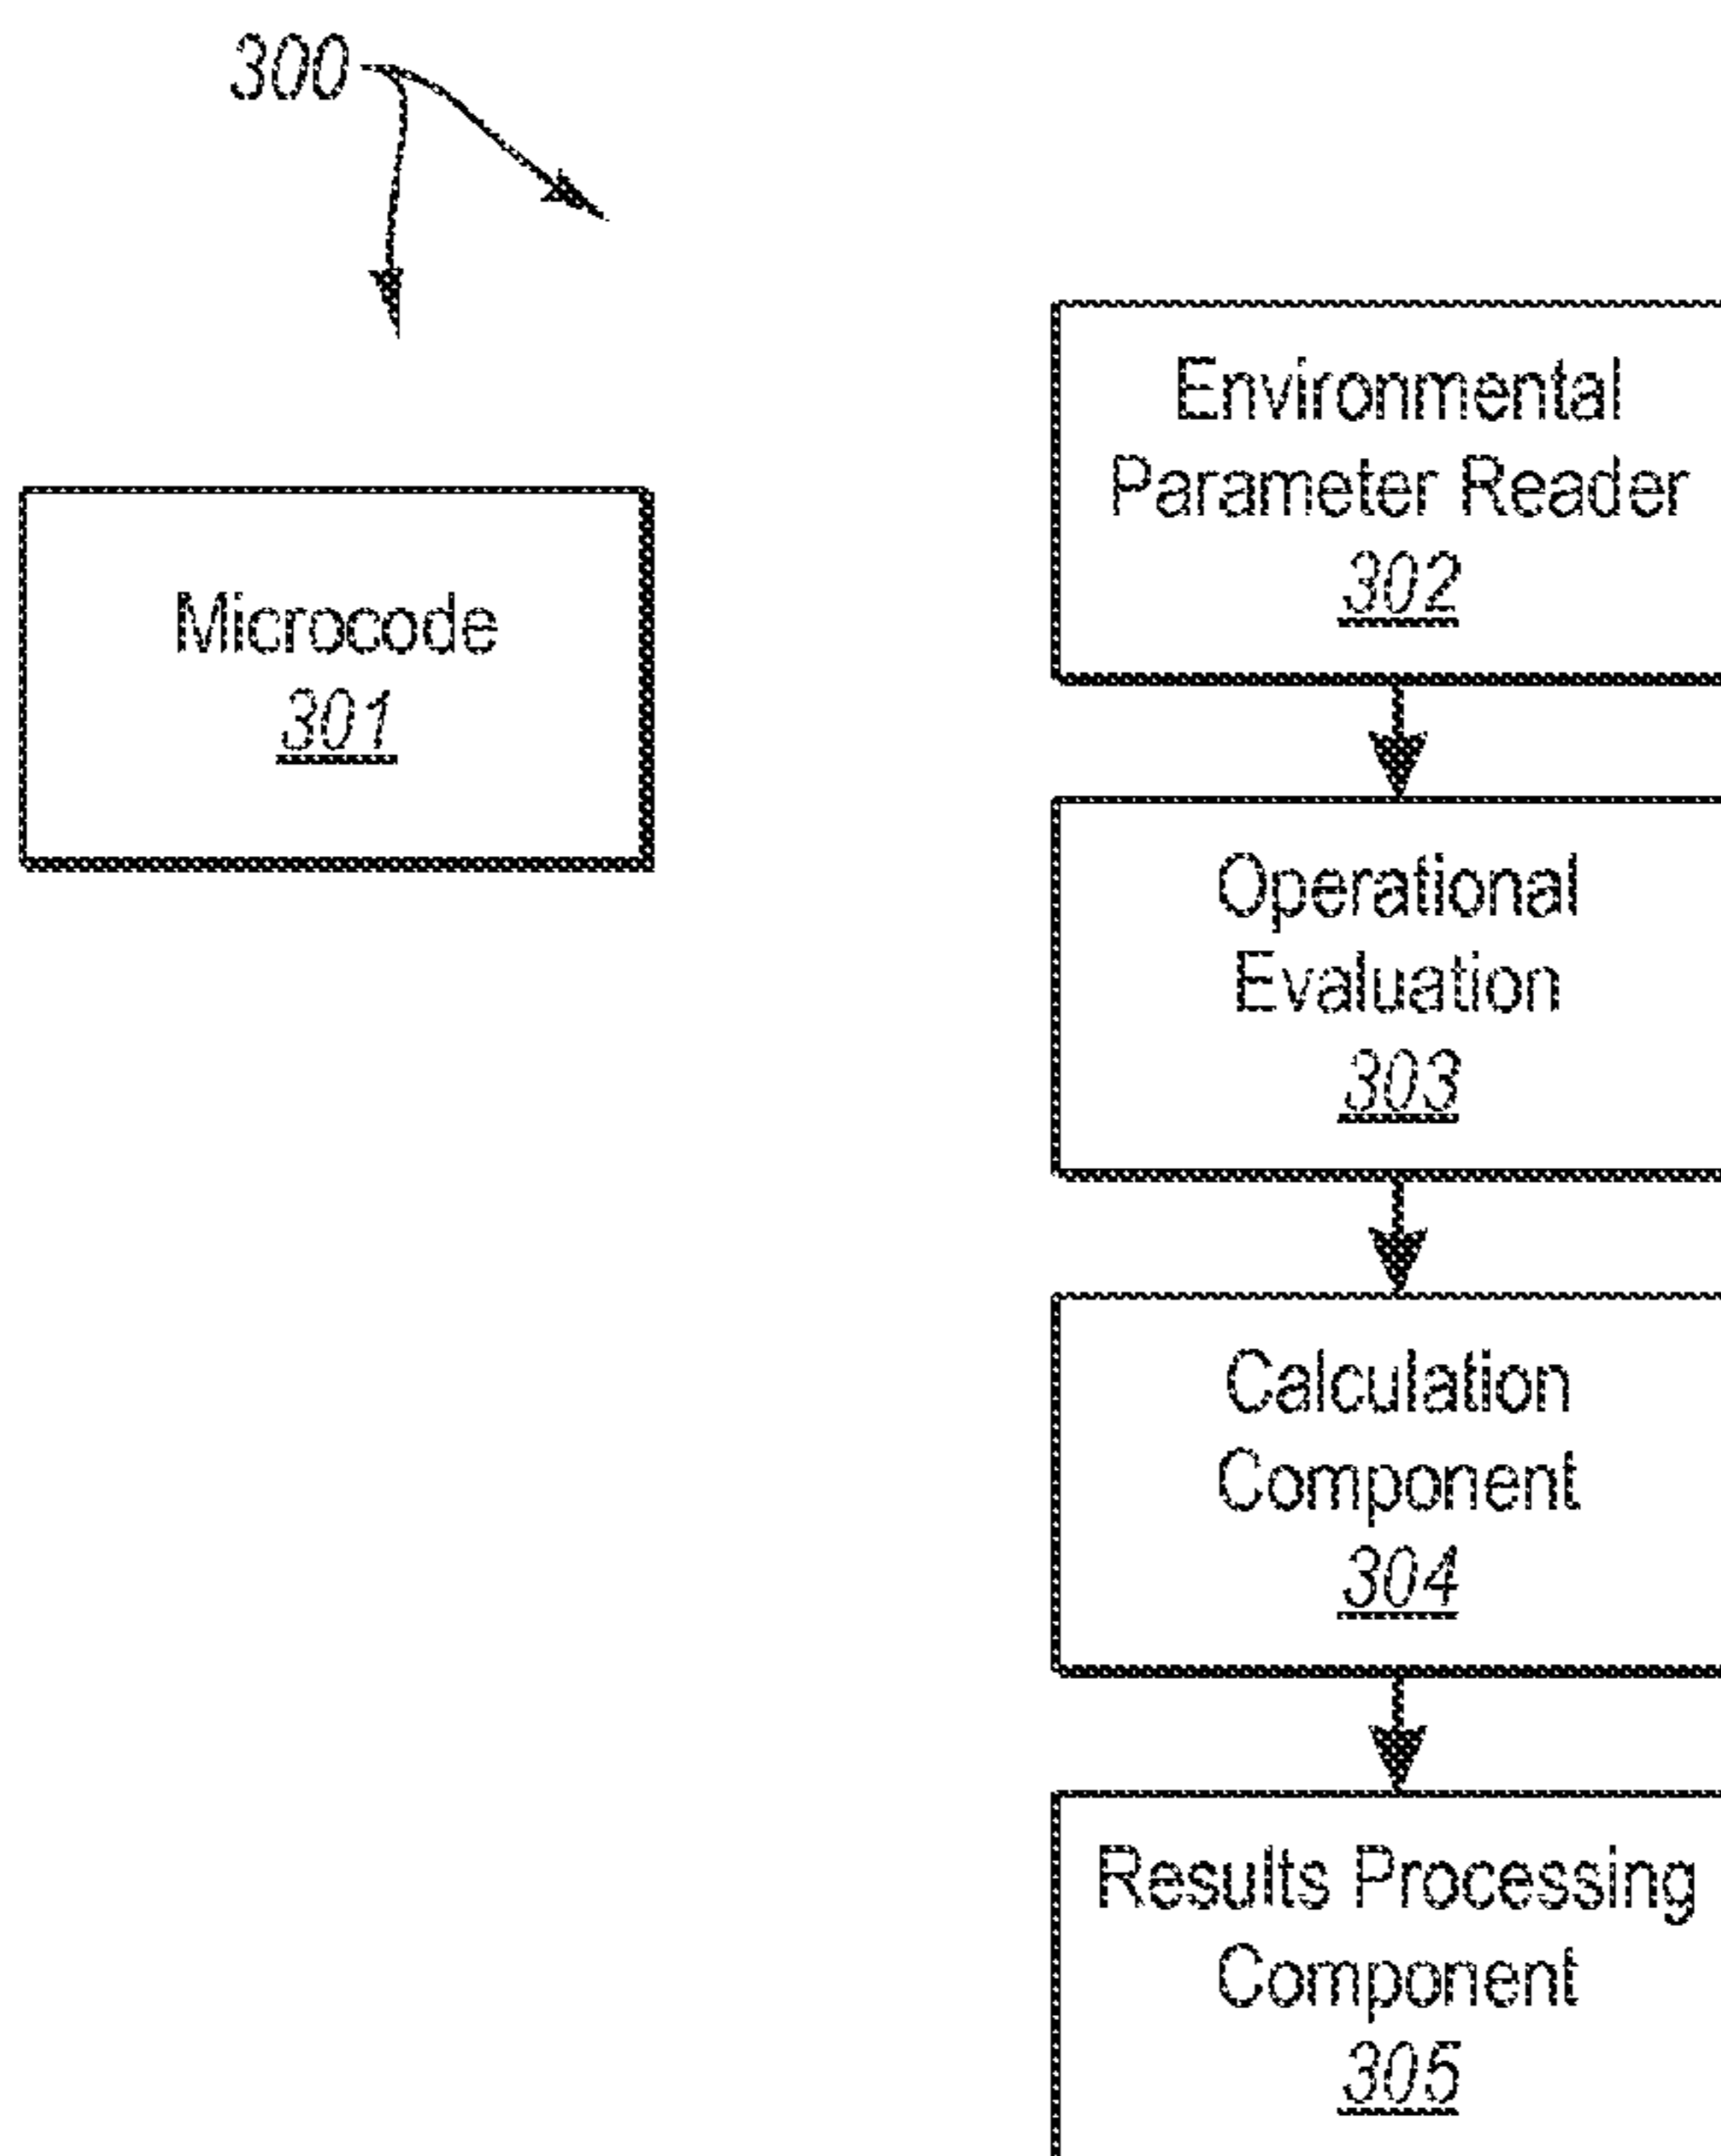 300
Microcode
301
Environmental
Parameter Reader
302
Operational
Evaluation
303
Calculation
Component
304
Results Processing
Component
305